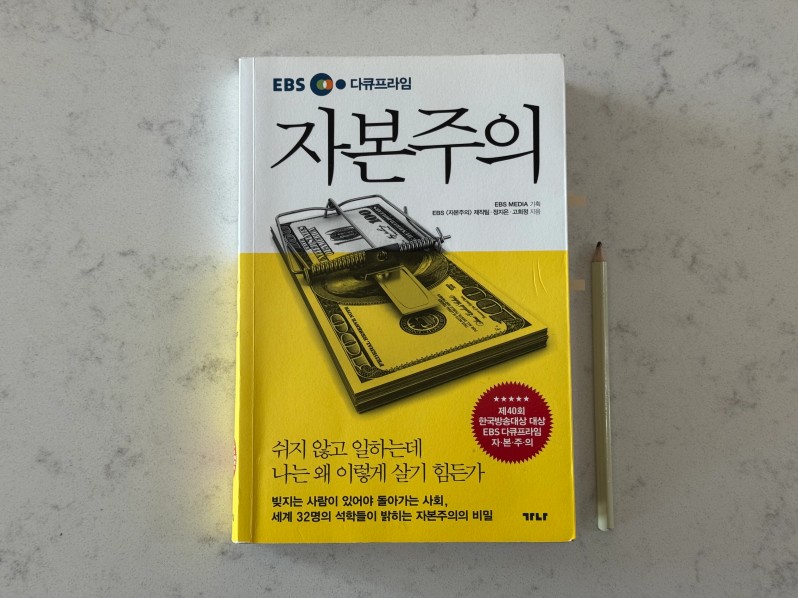 EBS 다큐프라임
자본주의
EBS MEDIA 기획
EBS 〈자본주의〉 제작팀·정지은·고희정 지음
100
FEDERAL RESERVE NOTE
★★★★★
제40회
한국방송대상 대상
EBS 다큐프라임
자·본·주·의
쉬지 않고 일하는데
나는 왜 이렇게 살기 힘든가
빚지는 사람이 있어야 돌아가는 사회,
세계 32명의 석학들이 밝히는 자본주의의 비밀
가나